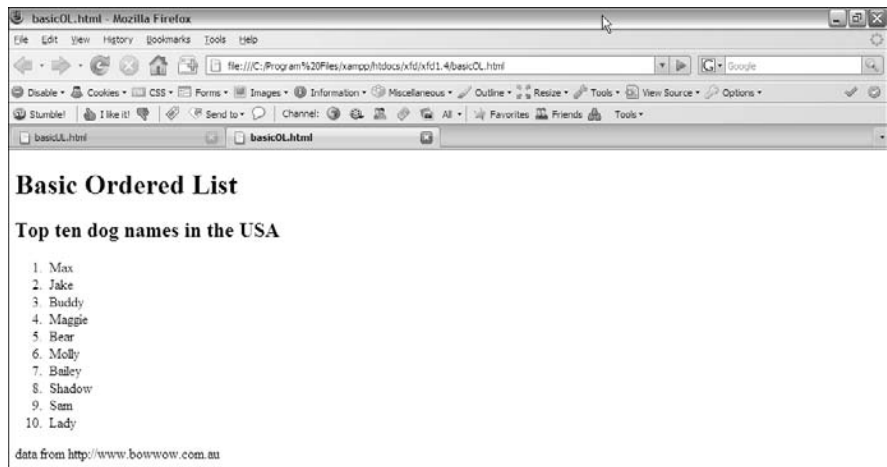 basicOL.html - Mozilla Firefox
File Edit View History Bookmarks Tools Help
file:///C:/Program%20Files/xampp/htdocs/xfd/xfd1.4/basicOL.html G Google
Disable Cookies CSS Forms Images Information Miscellaneous Outline Resize Tools View Source Options
Stumble! I like it! Send to Channel: All Favorites Friends Tools
basicUL.html basicOL.html
Basic Ordered List
Top ten dog names in the USA
1. Max
2. Jake
3. Buddy
4. Maggie
5. Bear
6. Molly
7. Bailey
8. Shadow
9. Sam
10. Lady
data from http://www.bowwow.com.au